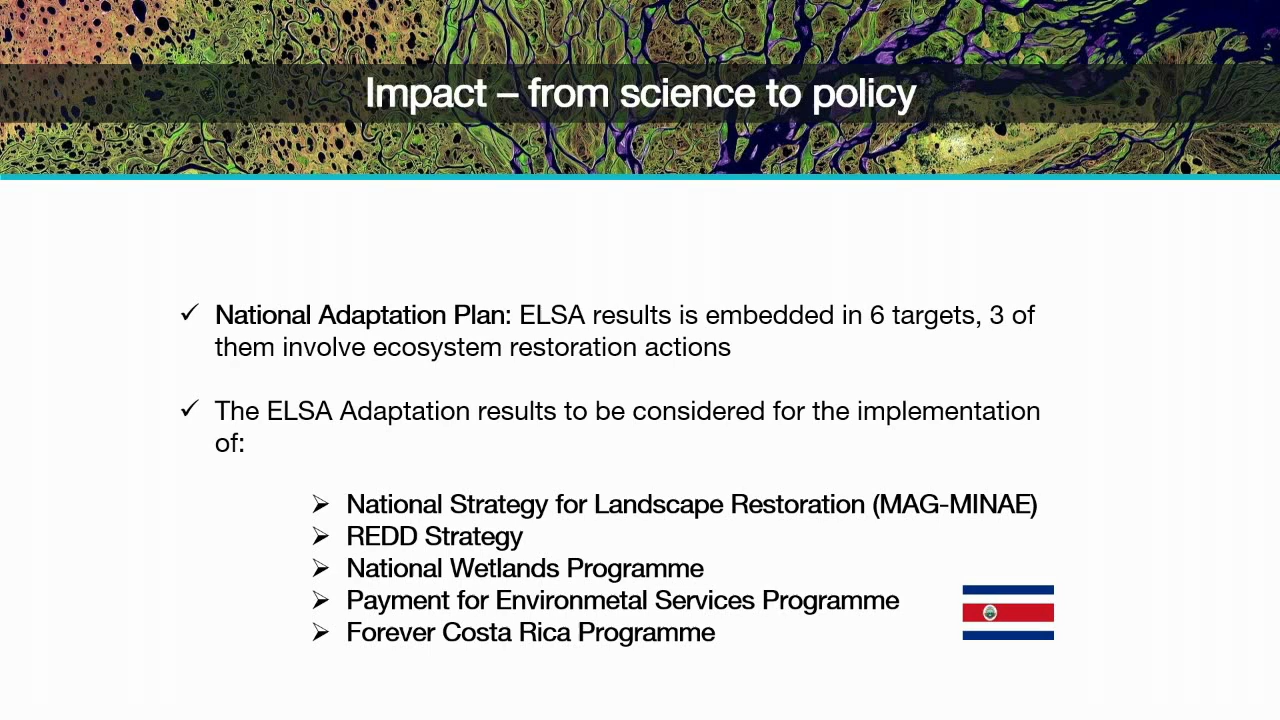 Impact – from science to policy
✓ National Adaptation Plan: ELSA results is embedded in 6 targets, 3 of
them involve ecosystem restoration actions
✓ The ELSA Adaptation results to be considered for the implementation
of:
➢ National Strategy for Landscape Restoration (MAG-MINAE)
➢ REDD Strategy
➢ National Wetlands Programme
➢ Payment for Environmetal Services Programme
➢ Forever Costa Rica Programme